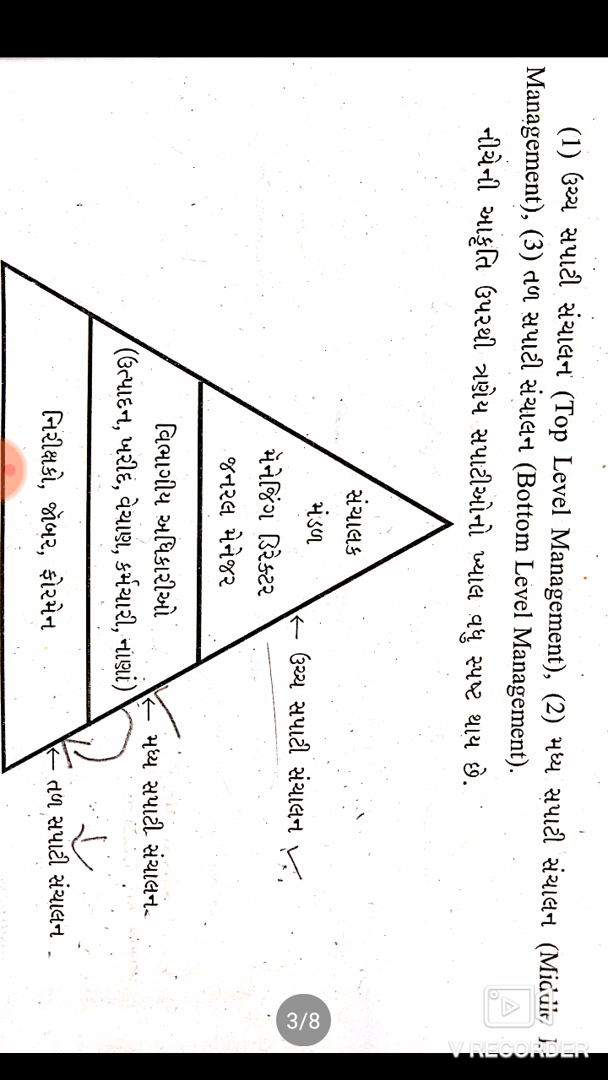 (1) ઉચ્ચ સપાટી સંચાલન (Top Level Management), (2) મધ્ય સપાટી સંચાલન (Middle
Management), (3) તળ સપાટી સંચાલન (Bottom Level Management).
નીચેની આકૃતિ ઉપરથી ત્રણેય સપાટીઓનો ખ્યાલ વધુ સ્પષ્ટ થાય છે.
સંચાલક
મંડળ
મેનેજિંગ ડિરેક્ટર
જનરલ મેનેજર
← ઉચ્ચ સપાટી સંચાલન
વિભાગીય અધિકારીઓ
(ઉત્પાદન, ખરીદ, વેચાણ, કર્મચારી, નાણાં)
← મધ્ય સપાટી સંચાલન
નિરીક્ષકો, જોબર, ફોરમેન
← તળ સપાટી સંચાલન
3/8
V RECORDER